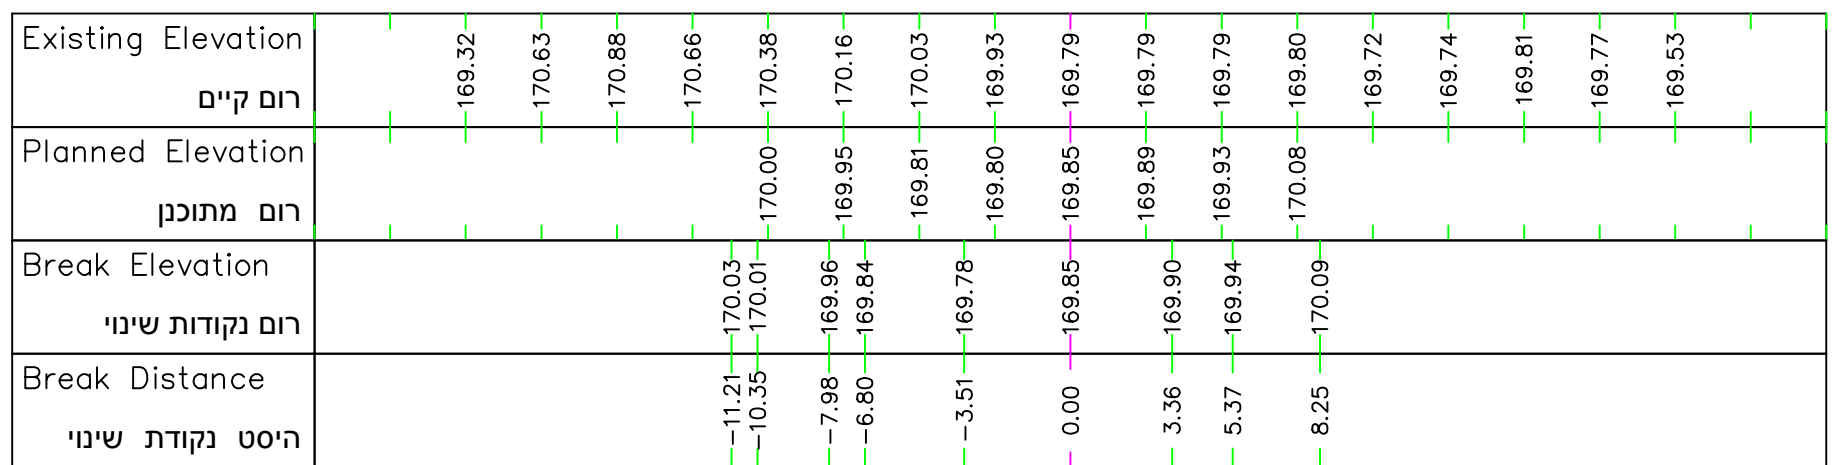 Existing Elevation
רום קיים
169.32 170.63 170.88 170.66 170.38 170.16 170.03 169.93 169.79 169.79 169.79 169.80 169.72 169.74 169.81 169.77 169.53
Planned Elevation
רום מתוכנן
170.00 169.95 169.81 169.80 169.85 169.89 169.93 170.08
Break Elevation
רום נקודות שינוי
170.03 170.01 169.96 169.84 169.78 169.85 169.90 169.94 170.09
Break Distance
היסט נקודת שינוי
-11.21 -10.35 -7.98 -6.80 -3.51 0.00 3.36 5.37 8.25